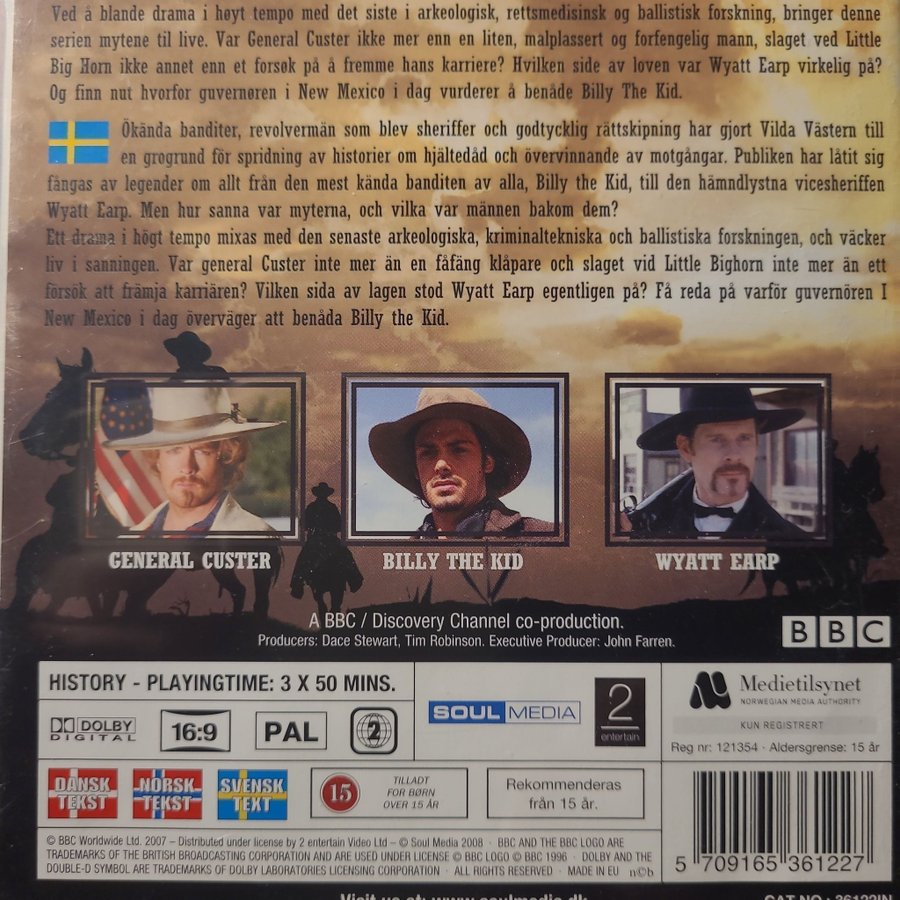 Ved å blande drama i høyt tempo med det siste i arkeologisk, rettsmedisinsk og ballistisk forskning, bringer denne
serien mytene til live. Var General Custer ikke mer enn en liten, malplassert og forfengelig mann, slaget ved Little
Big Horn ikke annet enn et forsøk på å fremme hans karriere? Hvilken side av loven var Wyatt Earp virkelig på?
Og finn nut hvorfor guvernøren i New Mexico i dag vurderer å benåde Billy The Kid.
Ökända banditer, revolvermän som blev sheriffer och godtycklig rättskipning har gjort Vilda Västern till
en grogrund för spridning av historier om hjältedåd och övervinnande av motgångar. Publiken har låtit sig
fångas av legender om allt från den mest kända banditen av alla, Billy the Kid, till den hämndlystna vicesheriffen
Wyatt Earp. Men hur sanna var myterna, och vilka var männen bakom dem?
Ett drama i högt tempo mixas med den senaste arkeologiska, kriminaltekniska och ballistiska forskningen, och väcker
liv i sanningen. Var general Custer inte mer än en fåfäng klåpare och slaget vid Little Bighorn inte mer än ett
försök att främja karriären? Vilken sida av lagen stod Wyatt Earp egentligen på? Få reda på varför guvernören I
New Mexico i dag överväger att benåda Billy the Kid.
GENERAL CUSTER BILLY THE KID WYATT EARP
A BBC / Discovery Channel co-production.
Producers: Dace Stewart, Tim Robinson. Executive Producer: John Farren.
BBC
HISTORY - PLAYINGTIME: 3 X 50 MINS.
DOLBY
DIGITAL
16:9
PAL
2
SOUL MEDIA
2
entertain
Medietilsynet
NORWEGIAN MEDIA AUTHORITY
KUN REGISTRERT
Reg nr: 121354 · Aldersgrense: 15 år
DANSK
TEKST
NORSK
TEKST
SVENSK
TEXT
15
TILLADT
FOR BØRN
OVER 15 ÅR
Rekommenderas
från 15 år.
© BBC Worldwide Ltd. 2007 – Distributed under license by 2 entertain Video Ltd – © Soul Media 2008 · BBC AND THE BBC LOGO ARE
TRADEMARKS OF THE BRITISH BROADCASTING CORPORATION AND ARE USED UNDER LICENSE © BBC LOGO © BBC 1996 · DOLBY AND THE
DOUBLE-D SYMBOL ARE TRADEMARKS OF DOLBY LABORATORIES LICENSING CORPORATION · ALL RIGHTS RESERVED · MADE IN EU n©b
5 709165 361227
Visit us at: www.soulmedia.dk
CAT NO.: 36122IN